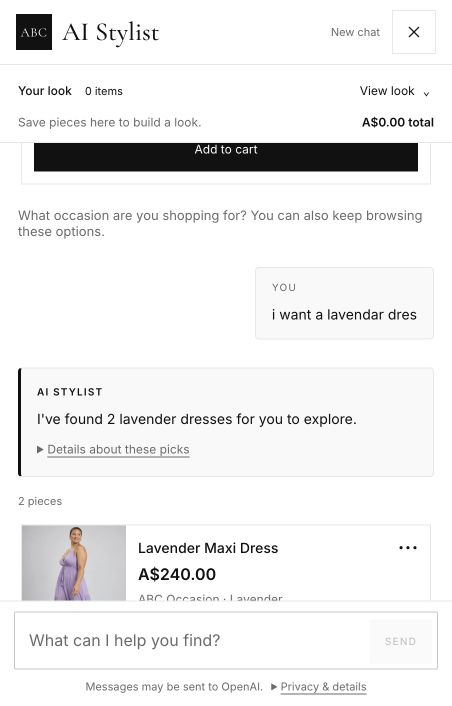 ABC AI Stylist New chat
Your look 0 items View look
Save pieces here to build a look. A$0.00 total
Add to cart
What occasion are you shopping for? You can also keep browsing
these options.
YOU
i want a lavendar dres
AI STYLIST
I've found 2 lavender dresses for you to explore.
Details about these picks
2 pieces
Lavender Maxi Dress
A$240.00
ABC Occasion · Lavender
What can I help you find? SEND
Messages may be sent to OpenAI. Privacy & details